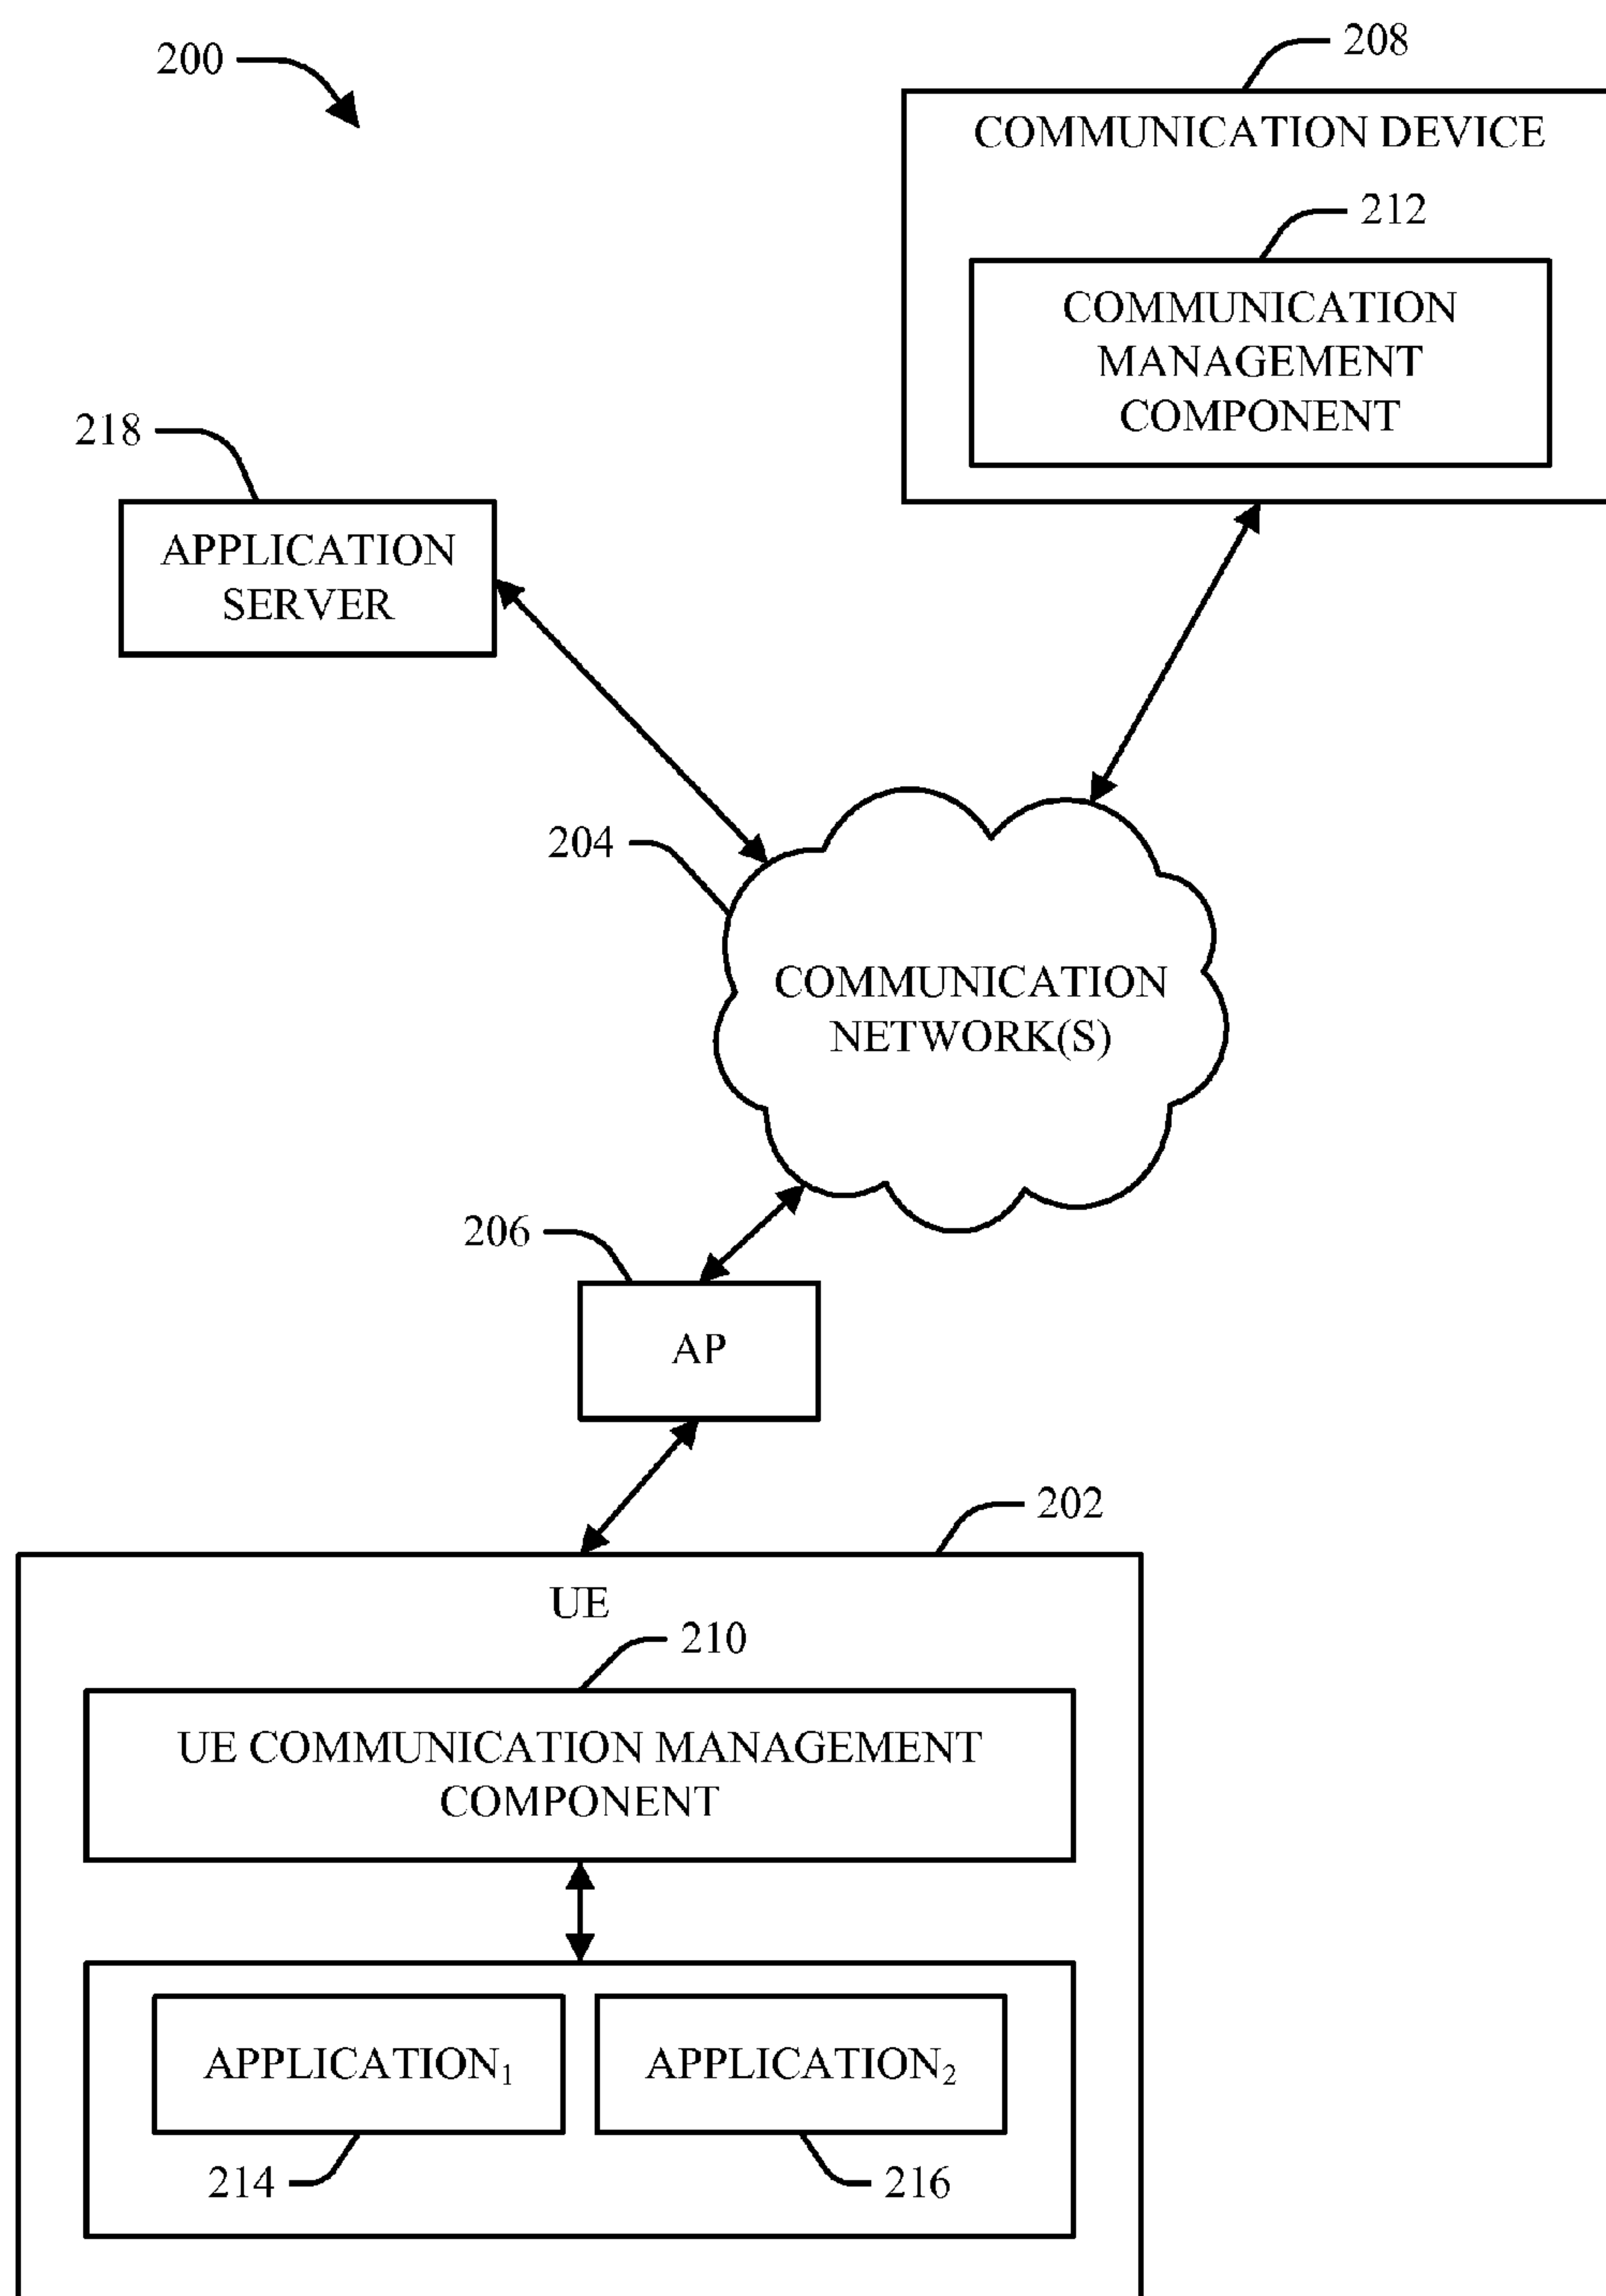 200
208
COMMUNICATION DEVICE
212
COMMUNICATION
MANAGEMENT
COMPONENT
218
APPLICATION
SERVER
204
COMMUNICATION
NETWORK(S)
206
AP
202
UE
210
UE COMMUNICATION MANAGEMENT
COMPONENT
APPLICATION₁
APPLICATION₂
214
216